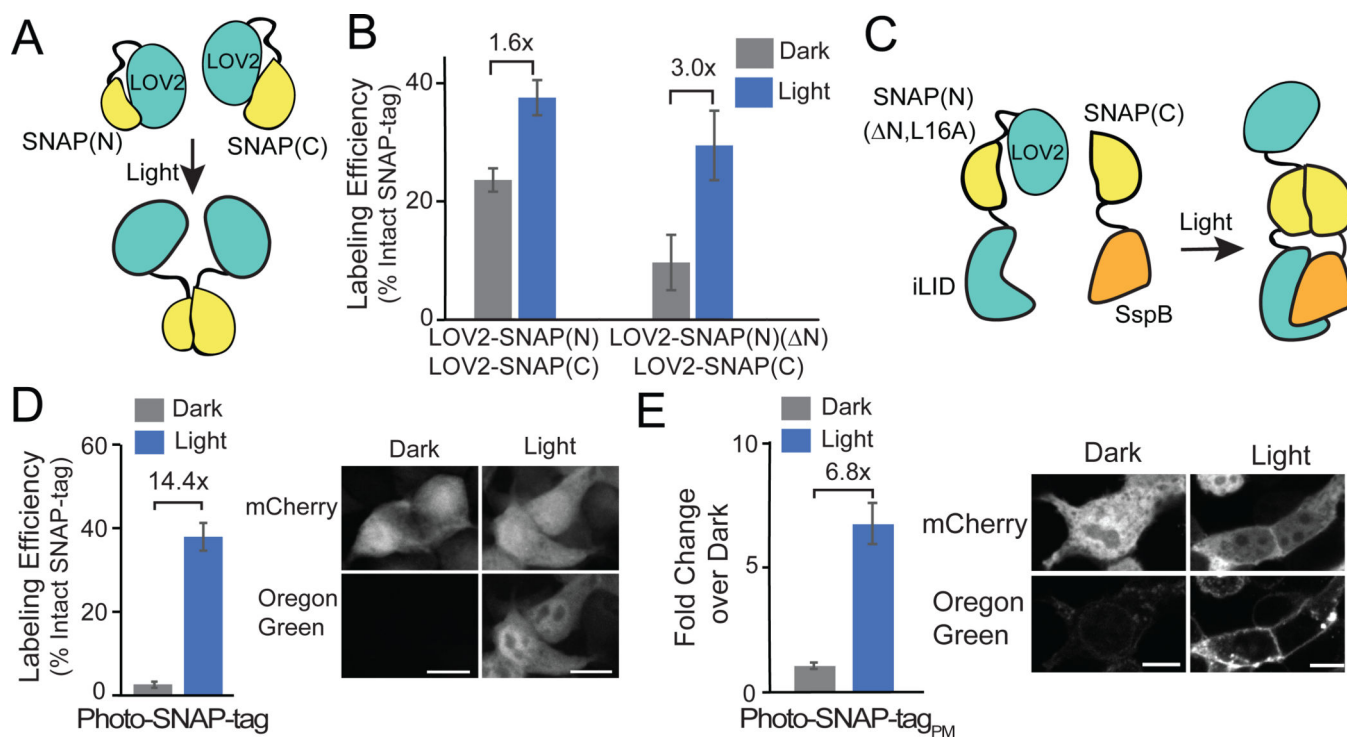 A
LOV2
LOV2
SNAP(N)
SNAP(C)
Light
B
Dark
Light
1.6x
3.0x
Labeling Efficiency
(% Intact SNAP-tag)
40
20
0
LOV2-SNAP(N)
LOV2-SNAP(C)
LOV2-SNAP(N)(ΔN)
LOV2-SNAP(C)
C
SNAP(N)
(ΔN,L16A)
LOV2
SNAP(C)
iLID
SspB
Light
D
Dark
Light
14.4x
Labeling Efficiency
(% Intact SNAP-tag)
60
40
20
0
Photo-SNAP-tag
Dark
Light
mCherry
Oregon
Green
E
Dark
Light
6.8x
Fold Change
over Dark
10
5
0
Photo-SNAP-tagPM
Dark
Light
mCherry
Oregon
Green